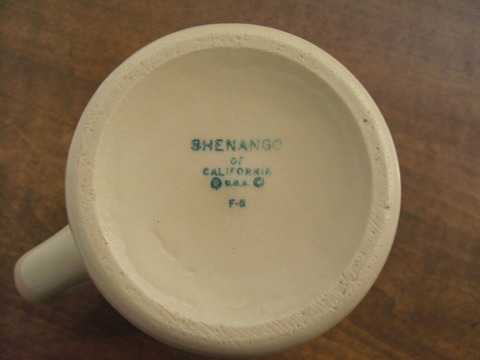 SHENANGO
OF
CALIFORNIA
® U.S.A. ©
F-S